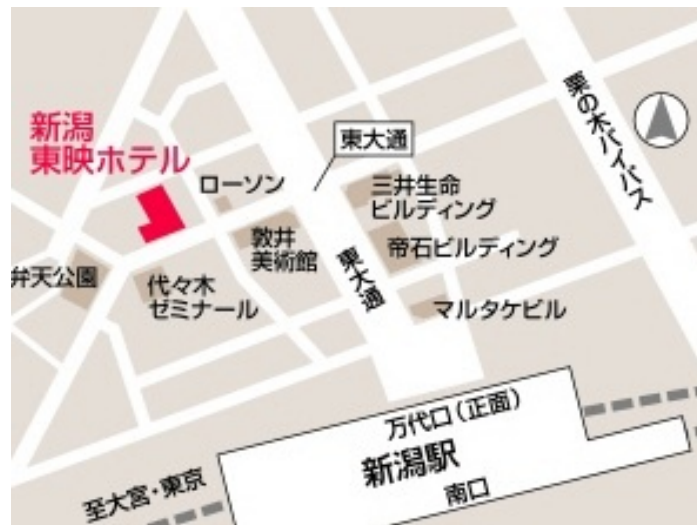 新潟
東映ホテル
東大通
栗の木バイパス
ローソン
三井生命
ビルディング
敦井
美術館
帝石ビルディング
東大通
弁天公園
代々木
ゼミナール
マルタケビル
万代口（正面）
新潟駅
南口
至大宮・東京